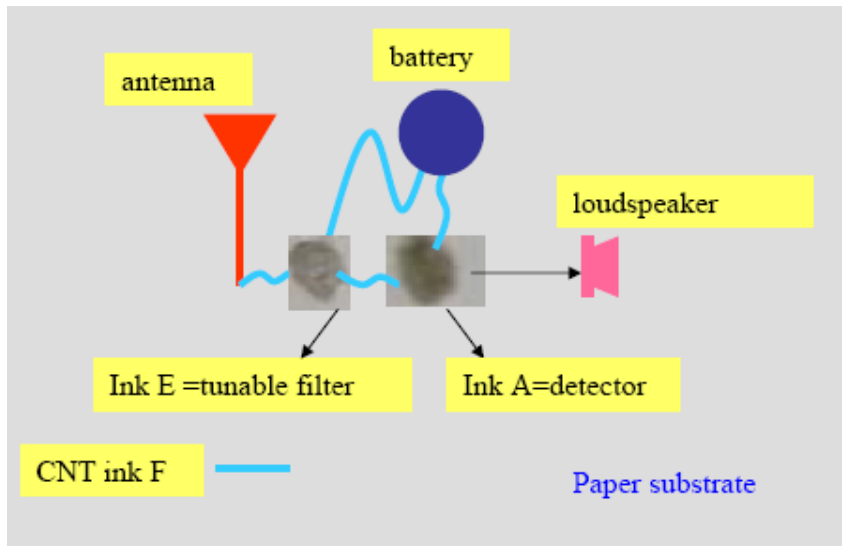 antenna
battery
loudspeaker
Ink E =tunable filter
Ink A=detector
CNT ink F
Paper substrate